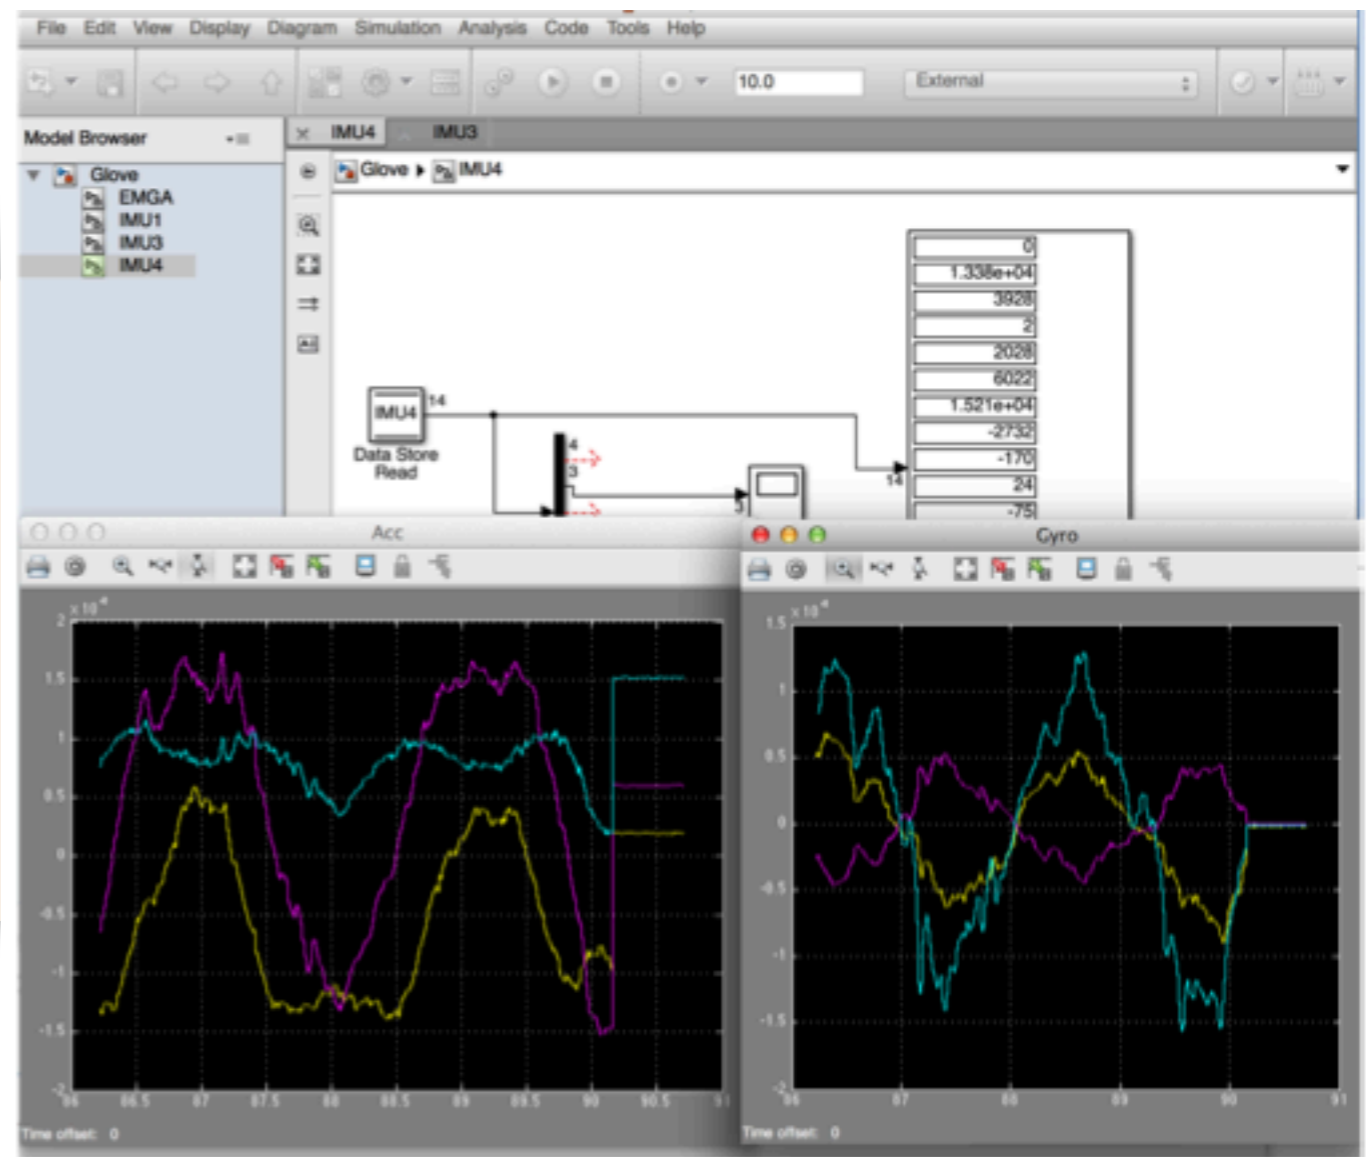 File Edit View Display Diagram Simulation Analysis Code Tools Help
10.0 External
Model Browser
IMU4 IMU3
Glove
EMGA
IMU1
IMU3
IMU4
Glove IMU4
0
1.338e+04
3928
2
2028
6022
1.521e+04
-2732
-170
24
-75
IMU4
14
Data Store
Read
4
3
3
14
Acc
2 ×10⁴
1.5
1
0.5
0
-0.5
-1
-1.5
-2
86 86.5 87 87.5 88 88.5 89 89.5 90 90.5 91
Time offset: 0
Gyro
1.5 ×10⁴
1
0.5
0
-0.5
-1
-1.5
-2
86 87 88 89 90 91
Time offset: 0